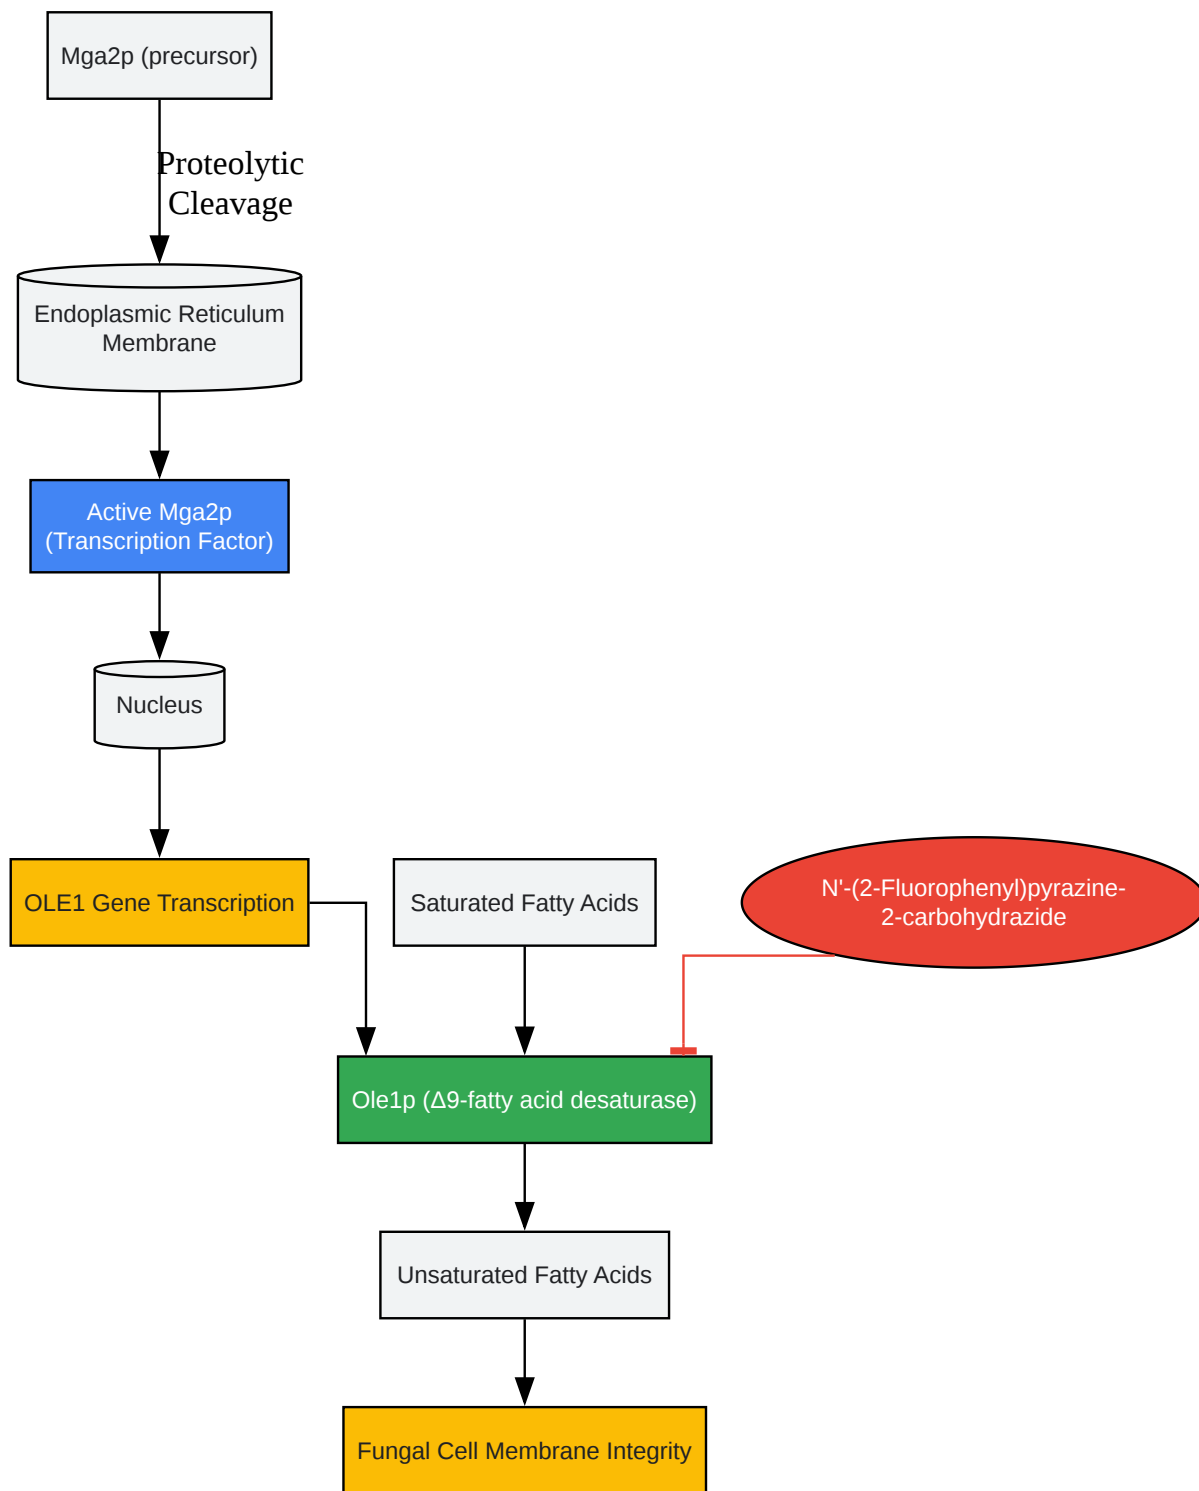 Mga2p (precursor)
Proteolytic
Cleavage
Endoplasmic Reticulum
Membrane
Active Mga2p
(Transcription Factor)
Nucleus
OLE1 Gene Transcription
Saturated Fatty Acids
N'-(2-Fluorophenyl)pyrazine-
2-carbohydrazide
Ole1p (Δ9-fatty acid desaturase)
Unsaturated Fatty Acids
Fungal Cell Membrane Integrity